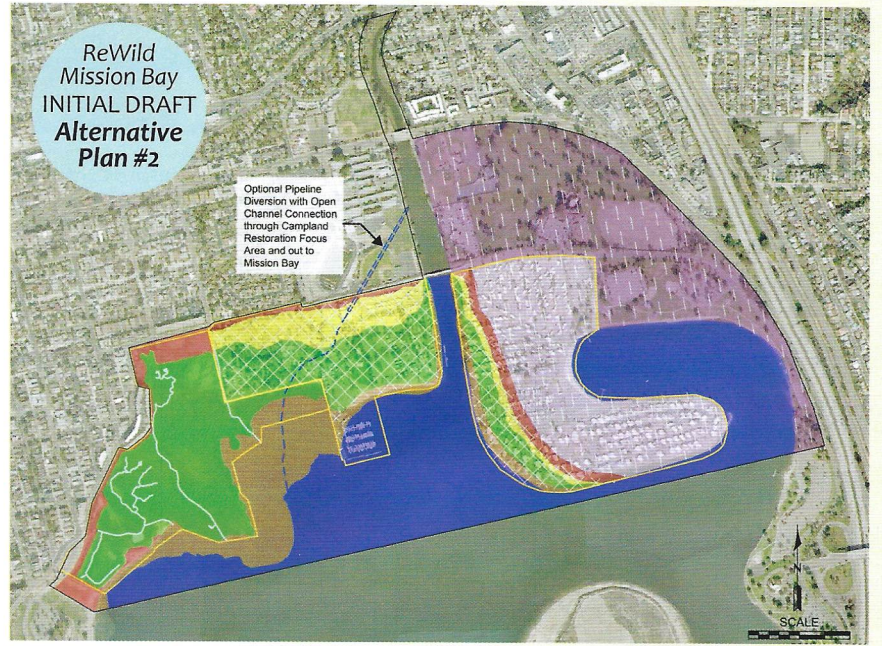 ReWild
Mission Bay
INITIAL DRAFT
Alternative
Plan #2
Optional Pipeline
Diversion with Open
Channel Connection
through Campland
Restoration Focus
Area and out to
Mission Bay
N
SCALE